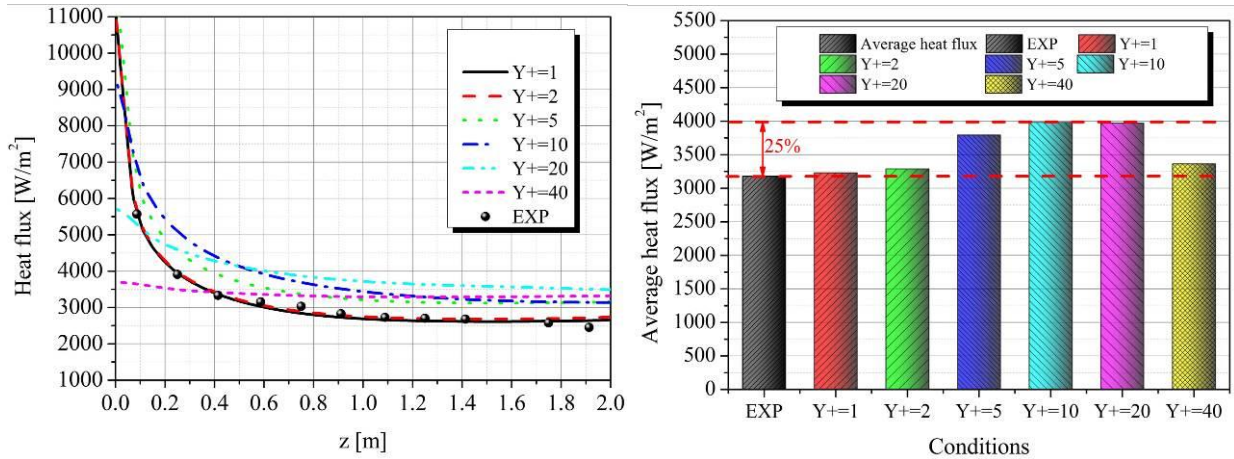 11000
10000
9000
8000
7000
6000
5000
4000
3000
2000
1000
Heat flux [W/m²]
0.0 0.2 0.4 0.6 0.8 1.0 1.2 1.4 1.6 1.8 2.0
z [m]
Y+=1
Y+=2
Y+=5
Y+=10
Y+=20
Y+=40
EXP
5500
5000
4500
4000
3500
3000
2500
2000
1500
1000
500
0
Average heat flux [W/m²]
Average heat flux EXP Y+=1
Y+=2 Y+=5 Y+=10
Y+=20 Y+=40
25%
EXP Y+=1 Y+=2 Y+=5 Y+=10 Y+=20 Y+=40
Conditions